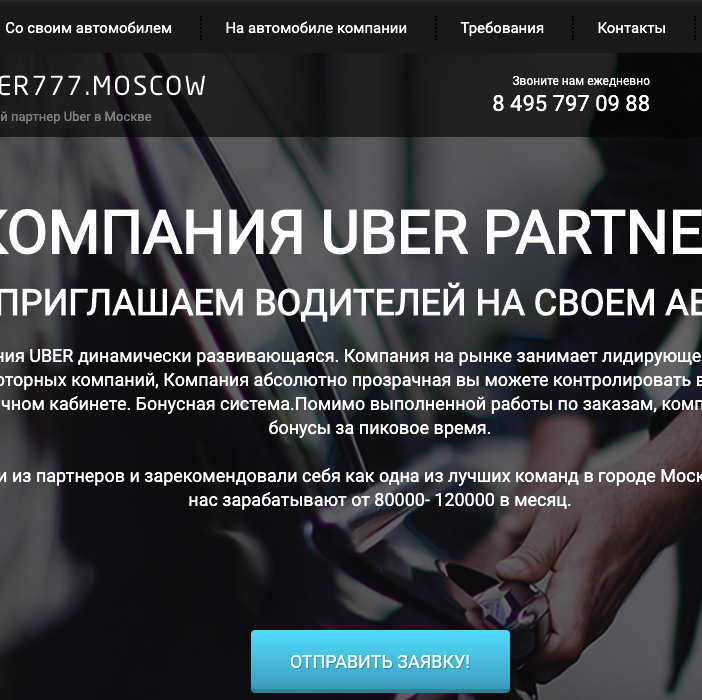 Со своим автомобилем На автомобиле компании Требования Контакты
ER777.MOSCOW
Звоните нам ежедневно
8 495 797 09 88
й партнер Uber в Москве
КОМПАНИЯ UBER PARTNE
ПРИГЛАШАЕМ ВОДИТЕЛЕЙ НА СВОЕМ АВ
ния UBER динамически развивающаяся. Компания на рынке занимает лидирующе
оторных компаний, Компания абсолютно прозрачная вы можете контролировать в
чном кабинете. Бонусная система.Помимо выполненной работы по заказам, комп
бонусы за пиковое время.
и из партнеров и зарекомендовали себя как одна из лучших команд в городе Моск
нас зарабатывают от 80000- 120000 в месяц.
ОТПРАВИТЬ ЗАЯВКУ!